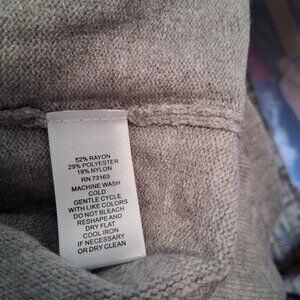 52% RAYON
29% POLYESTER
19% NYLON
RN 73163
MACHINE WASH
COLD
GENTLE CYCLE
WITH LIKE COLORS
DO NOT BLEACH
RESHAPE AND
DRY FLAT
COOL IRON
IF NECESSARY
OR DRY CLEAN